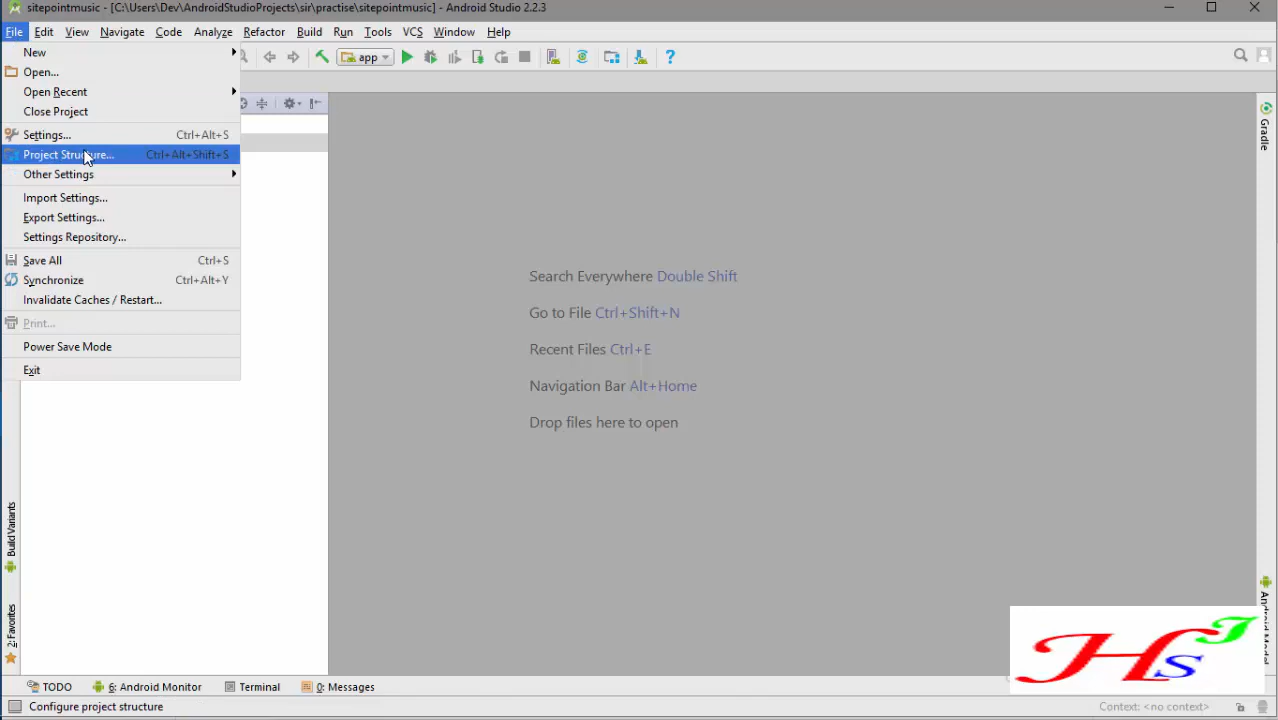 sitepointmusic - [C:\Users\Dev\AndroidStudioProjects\sir\practise\sitepointmusic] - Android Studio 2.2.3
File Edit View Navigate Code Analyze Refactor Build Run Tools VCS Window Help
app
New
Open...
Open Recent
Close Project
Settings... Ctrl+Alt+S
Project Structure... Ctrl+Alt+Shift+S
Other Settings
Import Settings...
Export Settings...
Settings Repository...
Save All Ctrl+S
Synchronize Ctrl+Alt+Y
Invalidate Caches / Restart...
Print...
Power Save Mode
Exit
Search Everywhere Double Shift
Go to File Ctrl+Shift+N
Recent Files Ctrl+E
Navigation Bar Alt+Home
Drop files here to open
Build Variants
2: Favorites
Gradle
Android Model
HsJ
TODO 6: Android Monitor Terminal 0: Messages
Configure project structure Context: <no context>